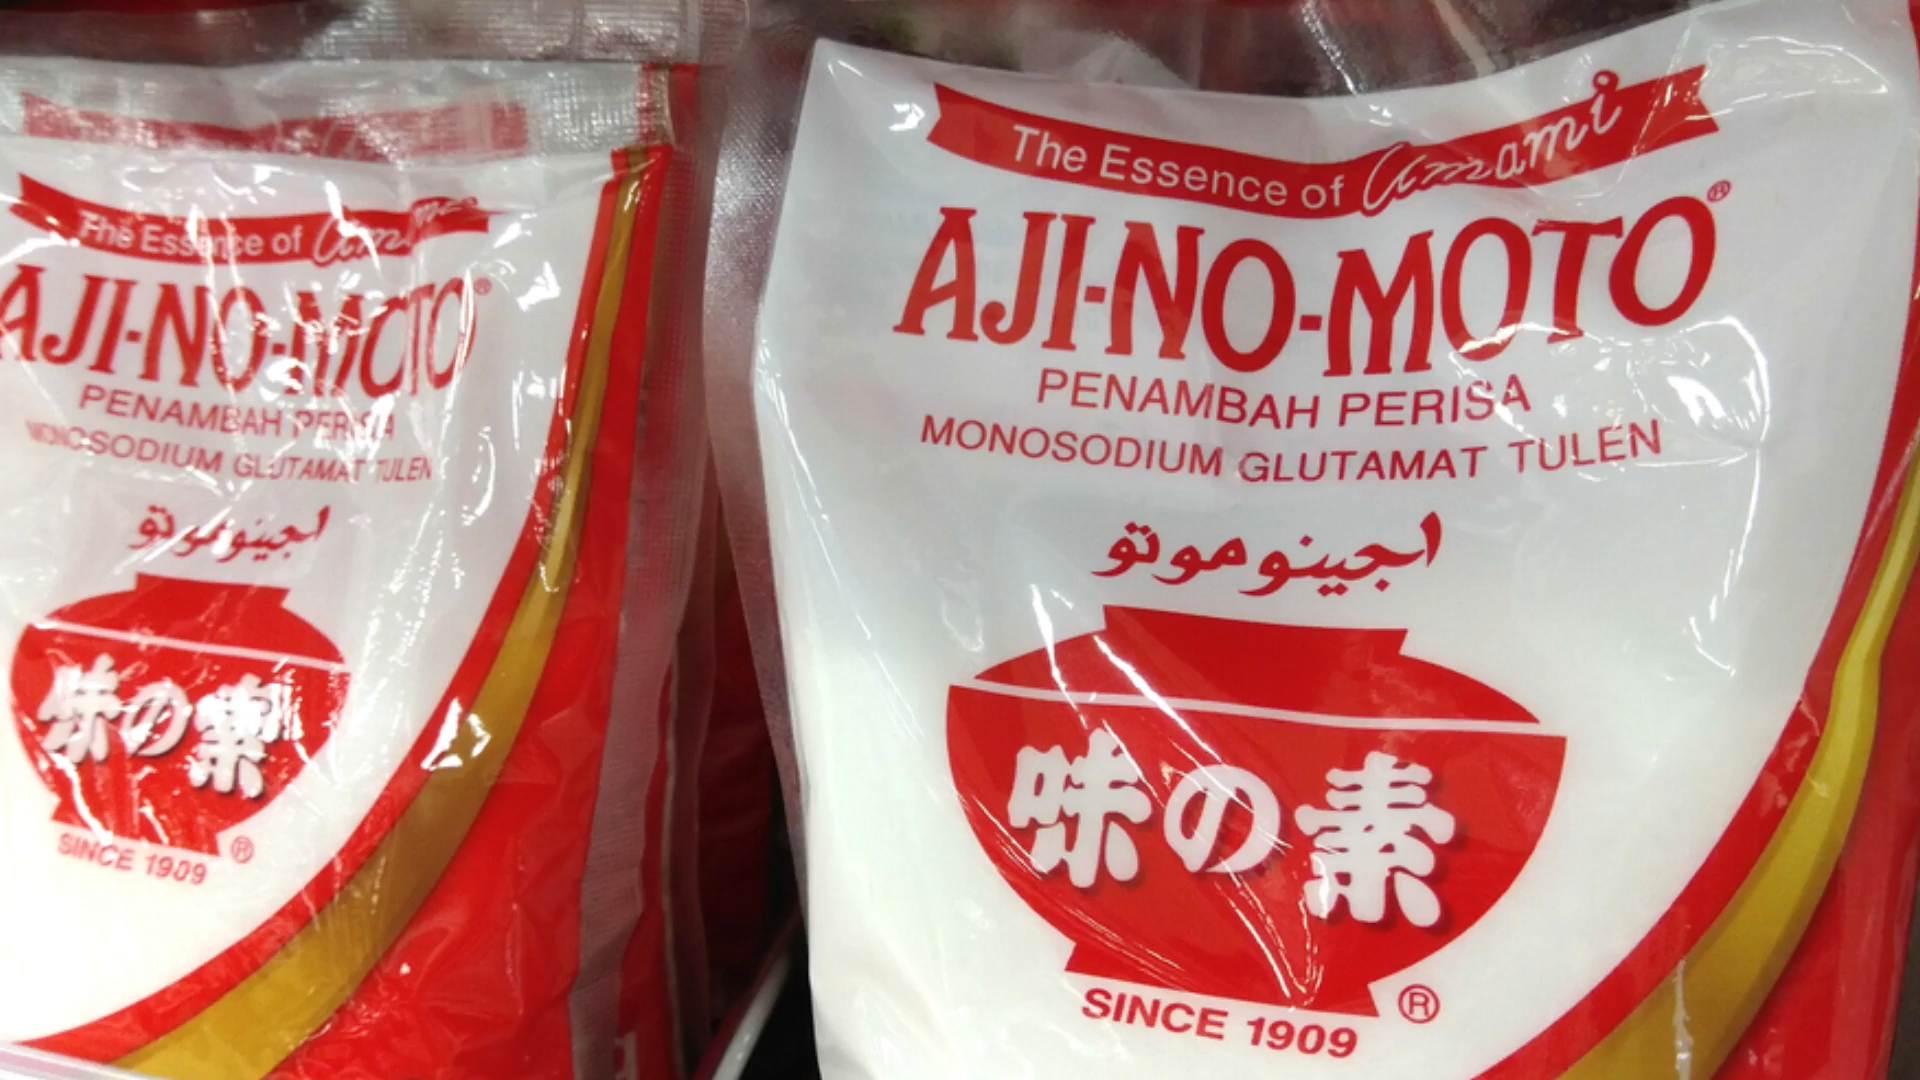 The Essence of Umami
AJI-NO-MOTO®
PENAMBAH PERISA
MONOSODIUM GLUTAMAT TULEN
اجينوموتو
味の素
®
SINCE 1909
The Essence of Umami
AJI-NO-MOTO®
PENAMBAH PERISA
MONOSODIUM GLUTAMAT TULEN
اجينوموتو
味の素
®
SINCE 1909